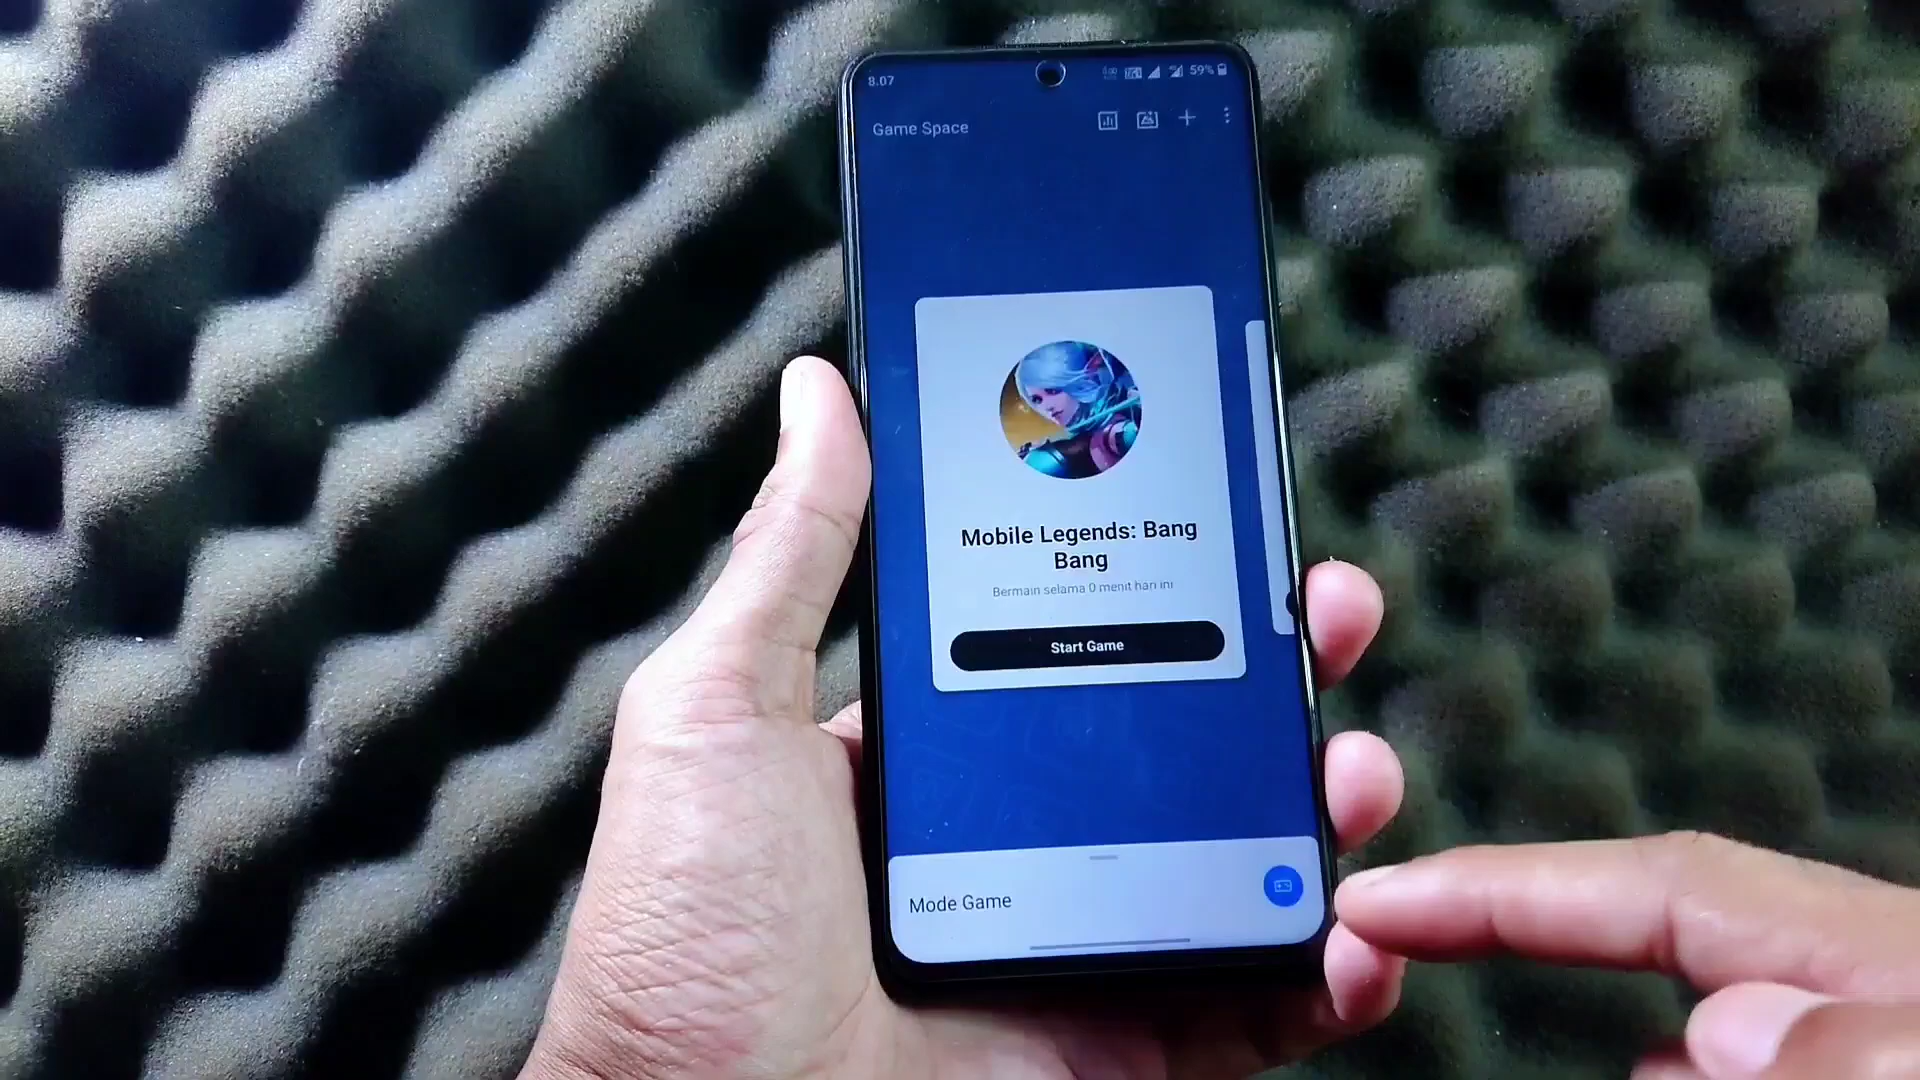 8.07
59%
Game Space
Mobile Legends: Bang
Bang
Bermain selama 0 menit hari ini
Start Game
Mode Game